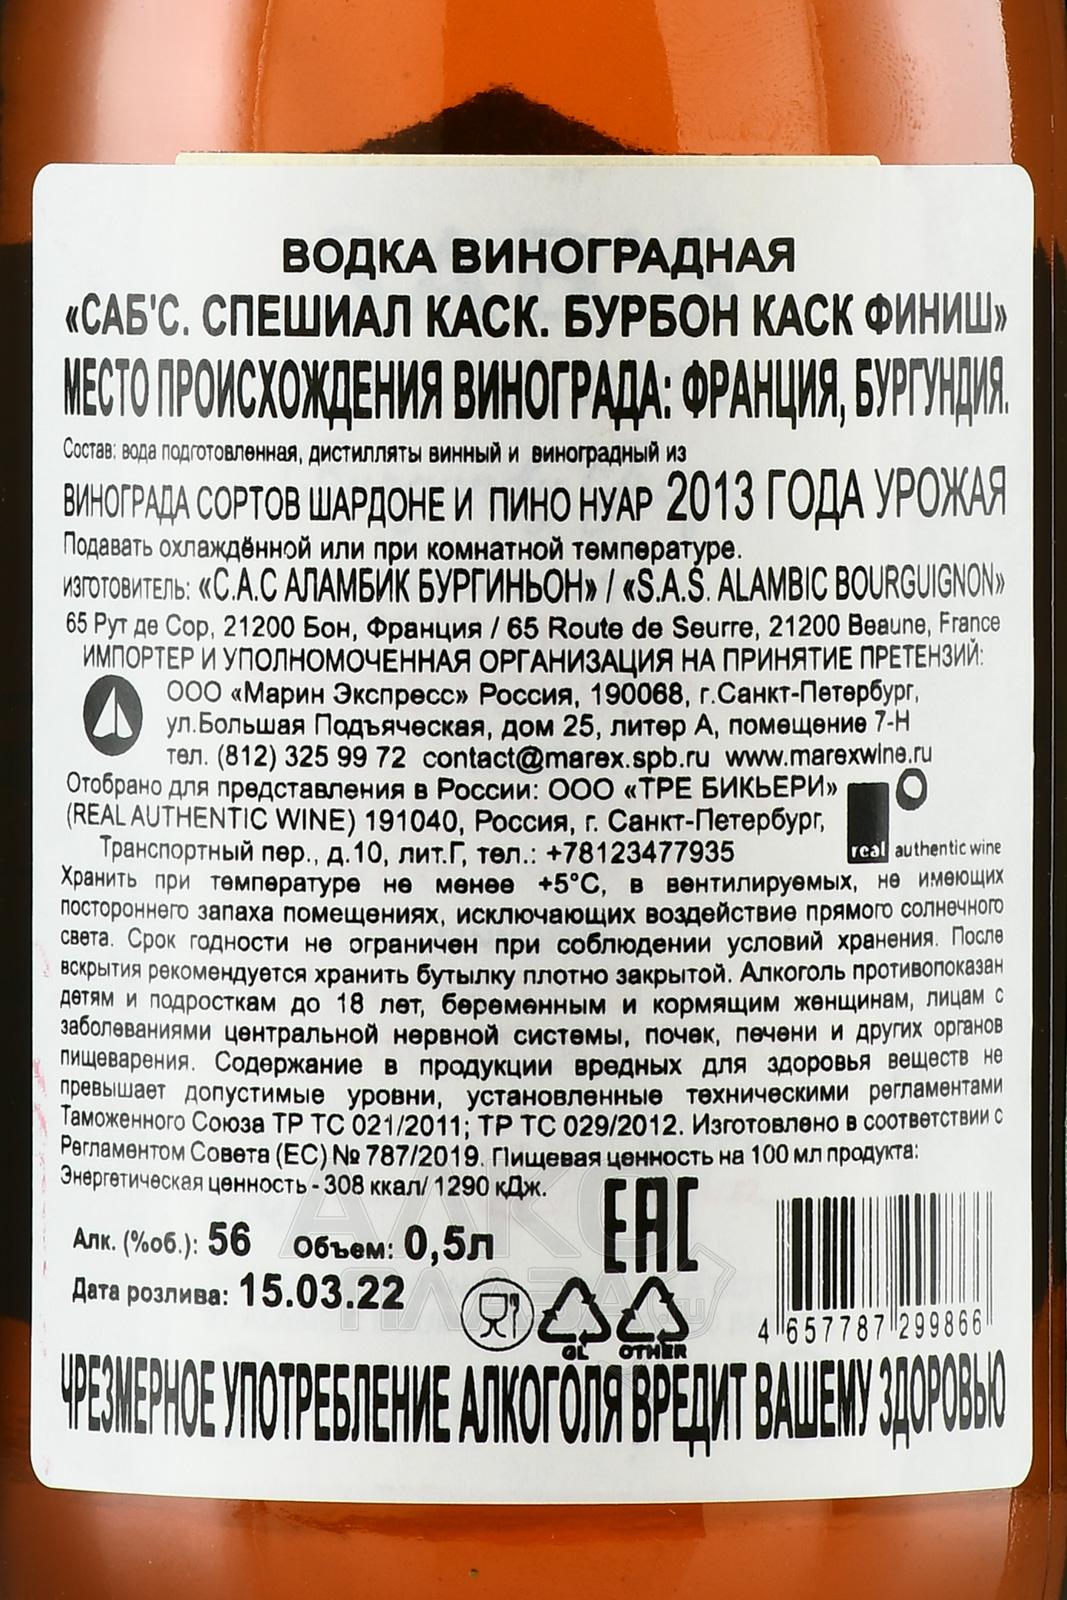 ВОДКА ВИНОГРАДНАЯ
«САБ'С. СПЕШИАЛ КАСК. БУРБОН КАСК ФИНИШ»
МЕСТО ПРОИСХОЖДЕНИЯ ВИНОГРАДА: ФРАНЦИЯ, БУРГУНДИЯ.
Состав: вода подготовленная, дистилляты винный и виноградный из
ВИНОГРАДА СОРТОВ ШАРДОНЕ И ПИНО НУАР 2013 ГОДА УРОЖАЯ
Подавать охлаждённой или при комнатной температуре.
ИЗГОТОВИТЕЛЬ: «С.А.С АЛАМБИК БУРГИНЬОН» / «S.A.S. ALAMBIC BOURGUIGNON»
65 Рут де Сор, 21200 Бон, Франция / 65 Route de Seurre, 21200 Beaune, France
ИМПОРТЕР И УПОЛНОМОЧЕННАЯ ОРГАНИЗАЦИЯ НА ПРИНЯТИЕ ПРЕТЕНЗИЙ:
ООО «Марин Экспресс» Россия, 190068, г.Санкт-Петербург,
ул.Большая Подъяческая, дом 25, литер А, помещение 7-Н
тел. (812) 325 99 72 contact@marex.spb.ru www.marexwine.ru
Отобрано для представления в России: ООО «ТРЕ БИКЬЕРИ»
(REAL AUTHENTIC WINE) 191040, Россия, г. Санкт-Петербург,
Транспортный пер., д.10, лит.Г, тел.: +78123477935
real authentic wine
Хранить при температуре не менее +5°С, в вентилируемых, не имеющих
постороннего запаха помещениях, исключающих воздействие прямого солнечного
света. Срок годности не ограничен при соблюдении условий хранения. После
вскрытия рекомендуется хранить бутылку плотно закрытой. Алкоголь противопоказан
детям и подросткам до 18 лет, беременным и кормящим женщинам, лицам с
заболеваниями центральной нервной системы, почек, печени и других органов
пищеварения. Содержание в продукции вредных для здоровья веществ не
превышает допустимые уровни, установленные техническими регламентами
Таможенного Союза ТР ТС 021/2011; ТР ТС 029/2012. Изготовлено в соответствии с
Регламентом Совета (ЕС) № 787/2019. Пищевая ценность на 100 мл продукта:
Энергетическая ценность - 308 ккал/ 1290 кДж.
ЕАС
Алк. (%об.): 56 Объем: 0,5л
Дата розлива: 15.03.22
GL OTHER
4 657787 299866
АЛКО
ПЛАЗА
.ru
ЧРЕЗМЕРНОЕ УПОТРЕБЛЕНИЕ АЛКОГОЛЯ ВРЕДИТ ВАШЕМУ ЗДОРОВЬЮ